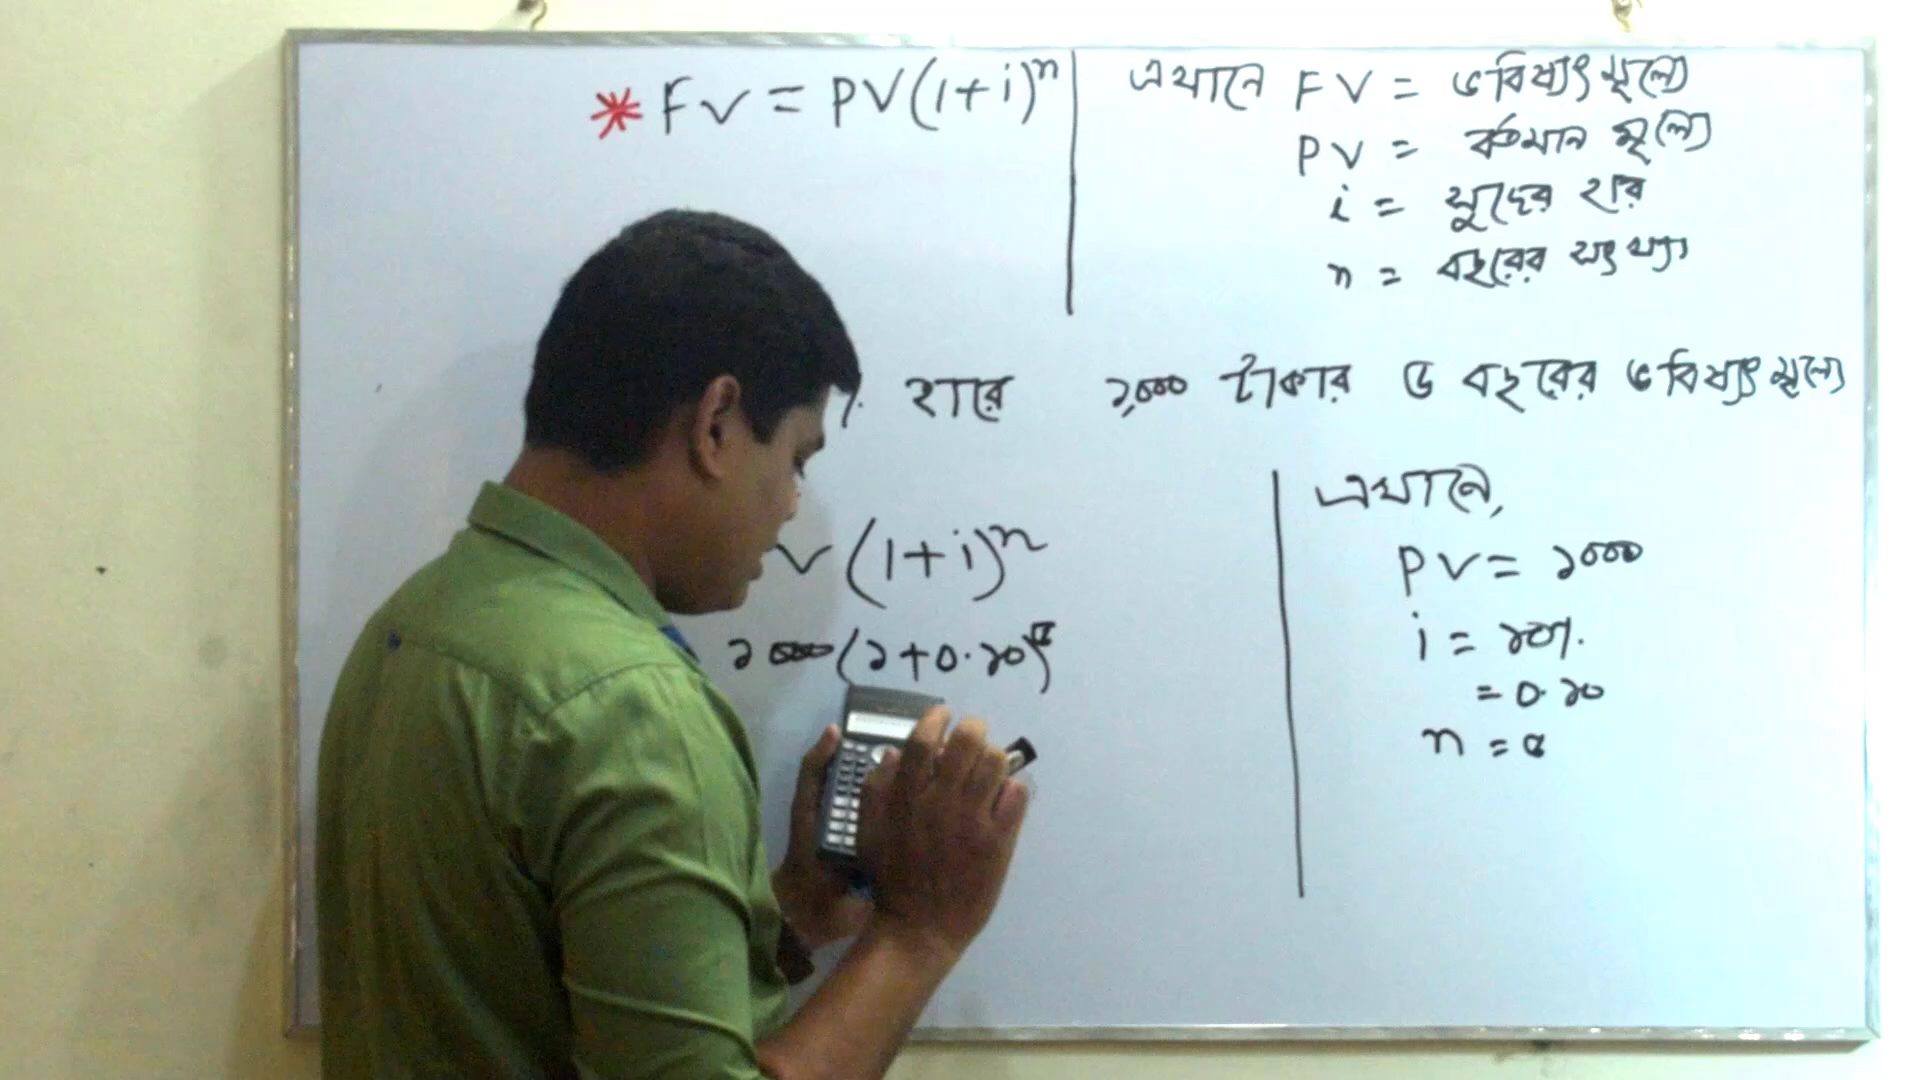 * FV = PV(1+i)ⁿ
এখানে FV = ভবিষ্যৎ মূল্যে
PV = বর্তমান মূল্যে
i = সুদের হার
n = বছরের সংখ্যা
%. হারে ১,০০০ টাকার ৫ বছরের ভবিষ্যৎ মূল্যে
V (1+i)ⁿ
১০০০(১+০.১০)^৫
এখানে,
PV = ১০০০
i = ১০%.
= ০.১০
n = ৫